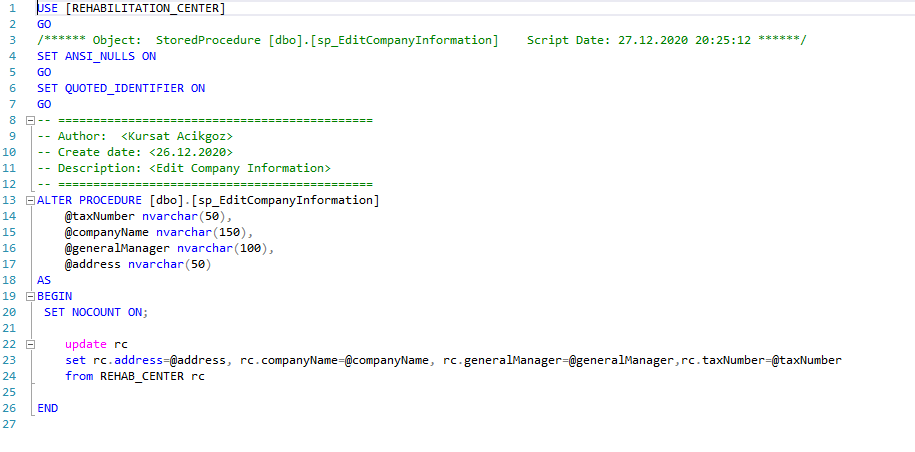 1 USE [REHABILITATION_CENTER]
2 GO
3 /****** Object:  StoredProcedure [dbo].[sp_EditCompanyInformation]    Script Date: 27.12.2020 20:25:12 ******/
4 SET ANSI_NULLS ON
5 GO
6 SET QUOTED_IDENTIFIER ON
7 GO
8 -- =============================================
9 -- Author:  <Kursat Acikgoz>
10 -- Create date: <26.12.2020>
11 -- Description: <Edit Company Information>
12 -- =============================================
13 ALTER PROCEDURE [dbo].[sp_EditCompanyInformation]
14     @taxNumber nvarchar(50),
15     @companyName nvarchar(150),
16     @generalManager nvarchar(100),
17     @address nvarchar(50)
18 AS
19 BEGIN
20  SET NOCOUNT ON;
21
22     update rc
23     set rc.address=@address, rc.companyName=@companyName, rc.generalManager=@generalManager,rc.taxNumber=@taxNumber
24     from REHAB_CENTER rc
25
26 END
27